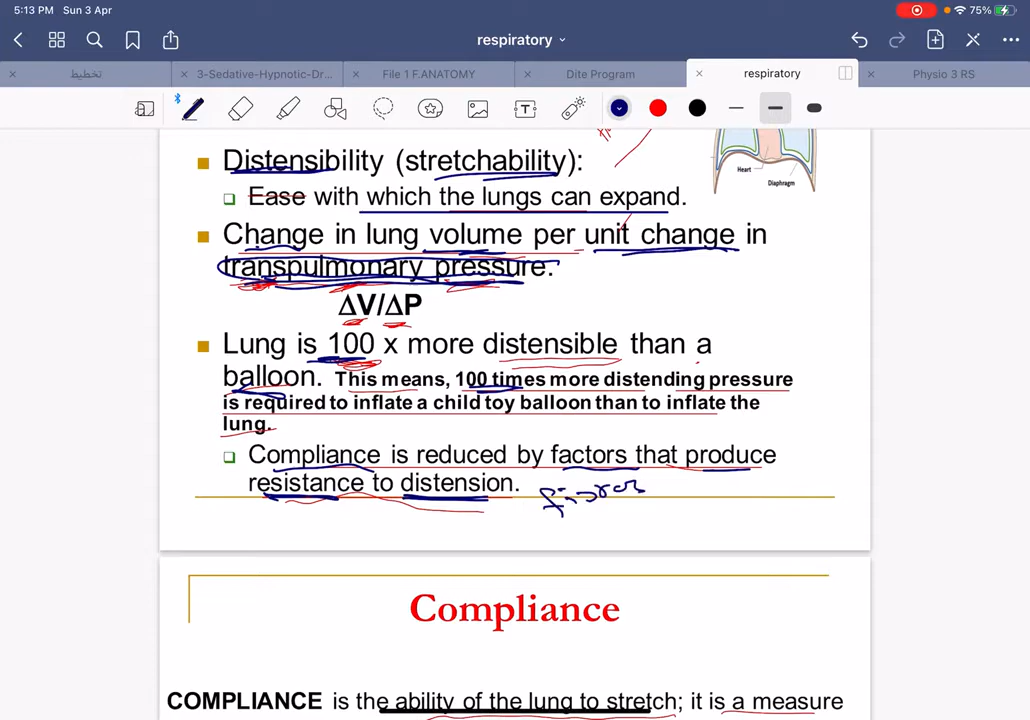 5:13 PM Sun 3 Apr
75%
respiratory
تخطيط
3-Sedative-Hypnotic-Dr...
File 1 F.ANATOMY
Dite Program
respiratory
Physio 3 RS
Heart
Diaphragm
Distensibility (stretchability):
Ease with which the lungs can expand.
Change in lung volume per unit change in
transpulmonary pressure.
ΔV/ΔP
Lung is 100 x more distensible than a
balloon. This means, 100 times more distending pressure
is required to inflate a child toy balloon than to inflate the
lung.
Compliance is reduced by factors that produce
resistance to distension.
Compliance
COMPLIANCE is the ability of the lung to stretch; it is a measure